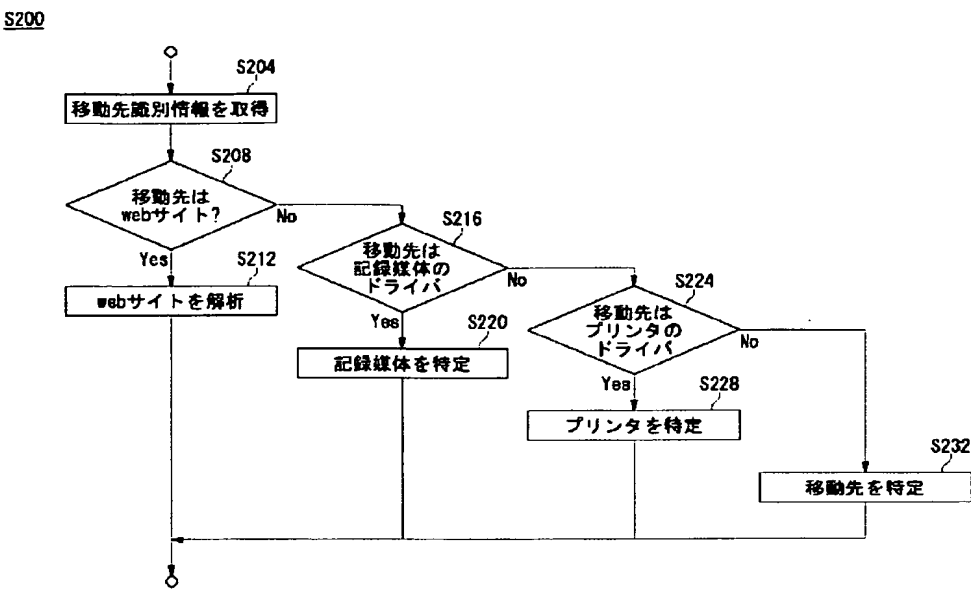 S200
S204
移動先識別情報を取得
S208
移動先は
webサイト?
No
Yes
S212
webサイトを解析
S216
移動先は
記録媒体の
ドライバ
No
Yes
S220
記録媒体を特定
S224
移動先は
プリンタの
ドライバ
No
Yes
S228
プリンタを特定
S232
移動先を特定